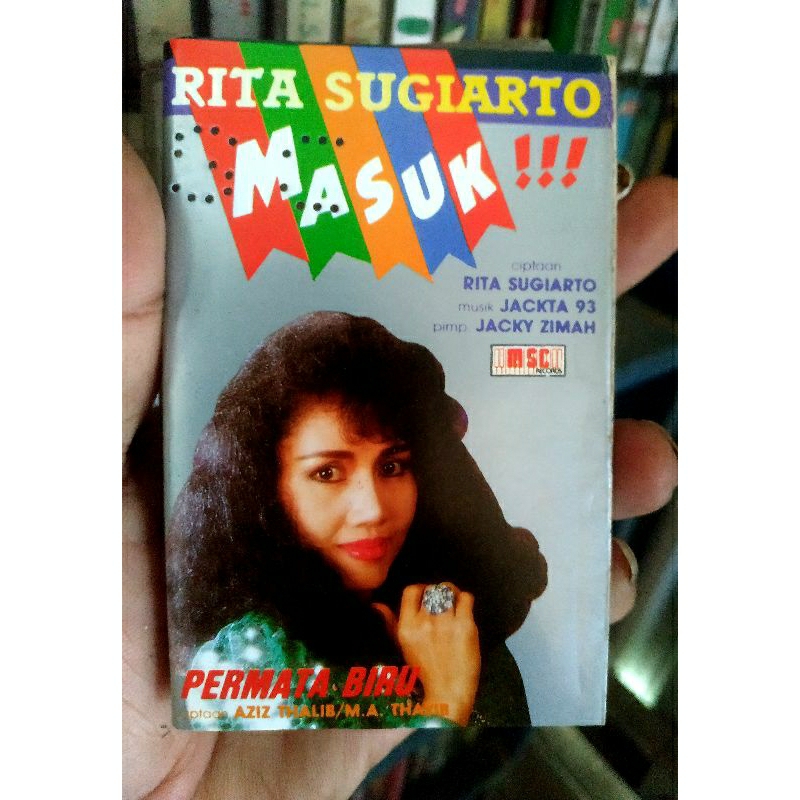 RITA SUGIARTO
MASUK !!!
ciptaan
RITA SUGIARTO
musik JACKTA 93
pimp. JACKY ZIMAH
MSC
RECORDS
PERMATA BIRU
ciptaan AZIZ THALIB/M.A. THALIB